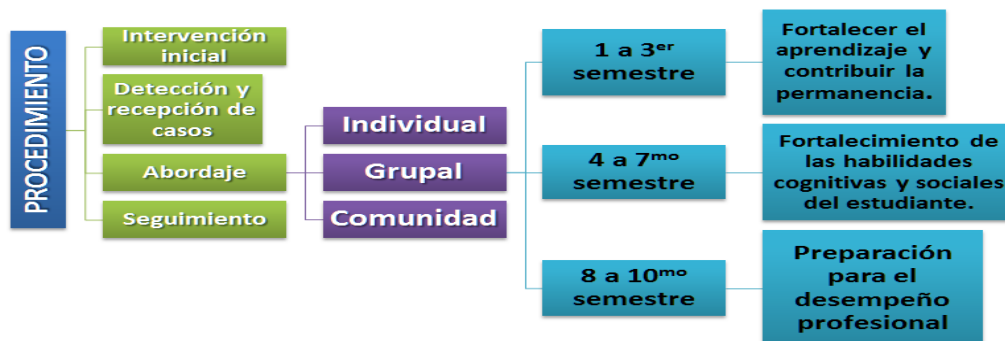 PROCEDIMIENTO
Intervención
inicial
Detección y
recepción de
casos
Abordaje
Seguimiento
Individual
Grupal
Comunidad
1 a 3er
semestre
Fortalecer el
aprendizaje y
contribuir la
permanencia.
4 a 7mo
semestre
Fortalecimiento de
las habilidades
cognitivas y sociales
del estudiante.
8 a 10mo
semestre
Preparación
para el
desempeño
profesional